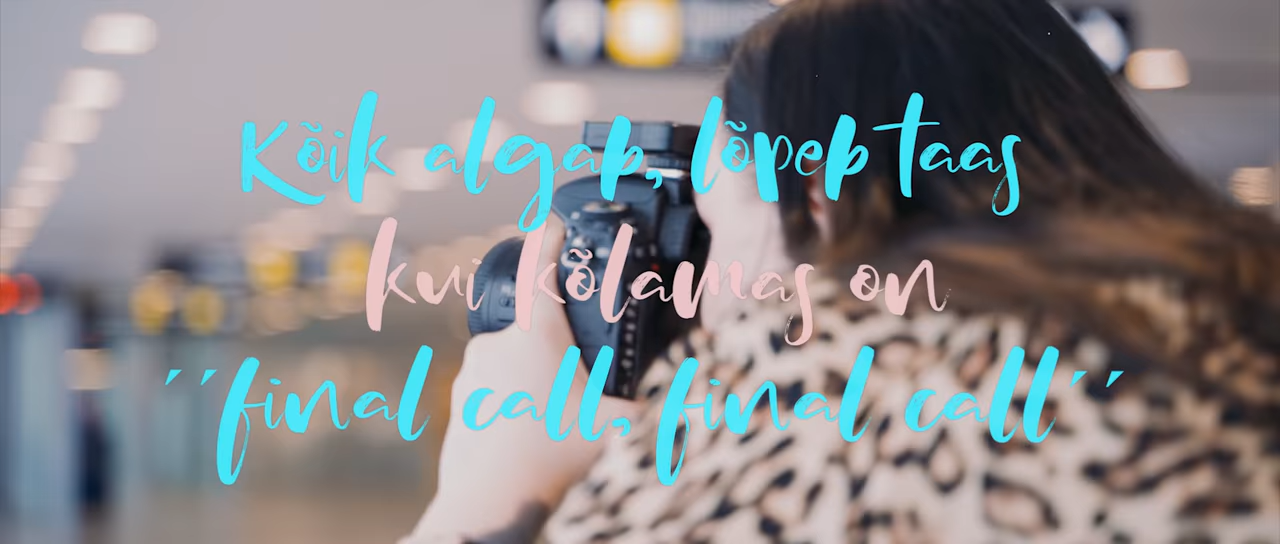 Kõik algab, lõpeb taas
kui kõlamas on
´´final call, final call´´